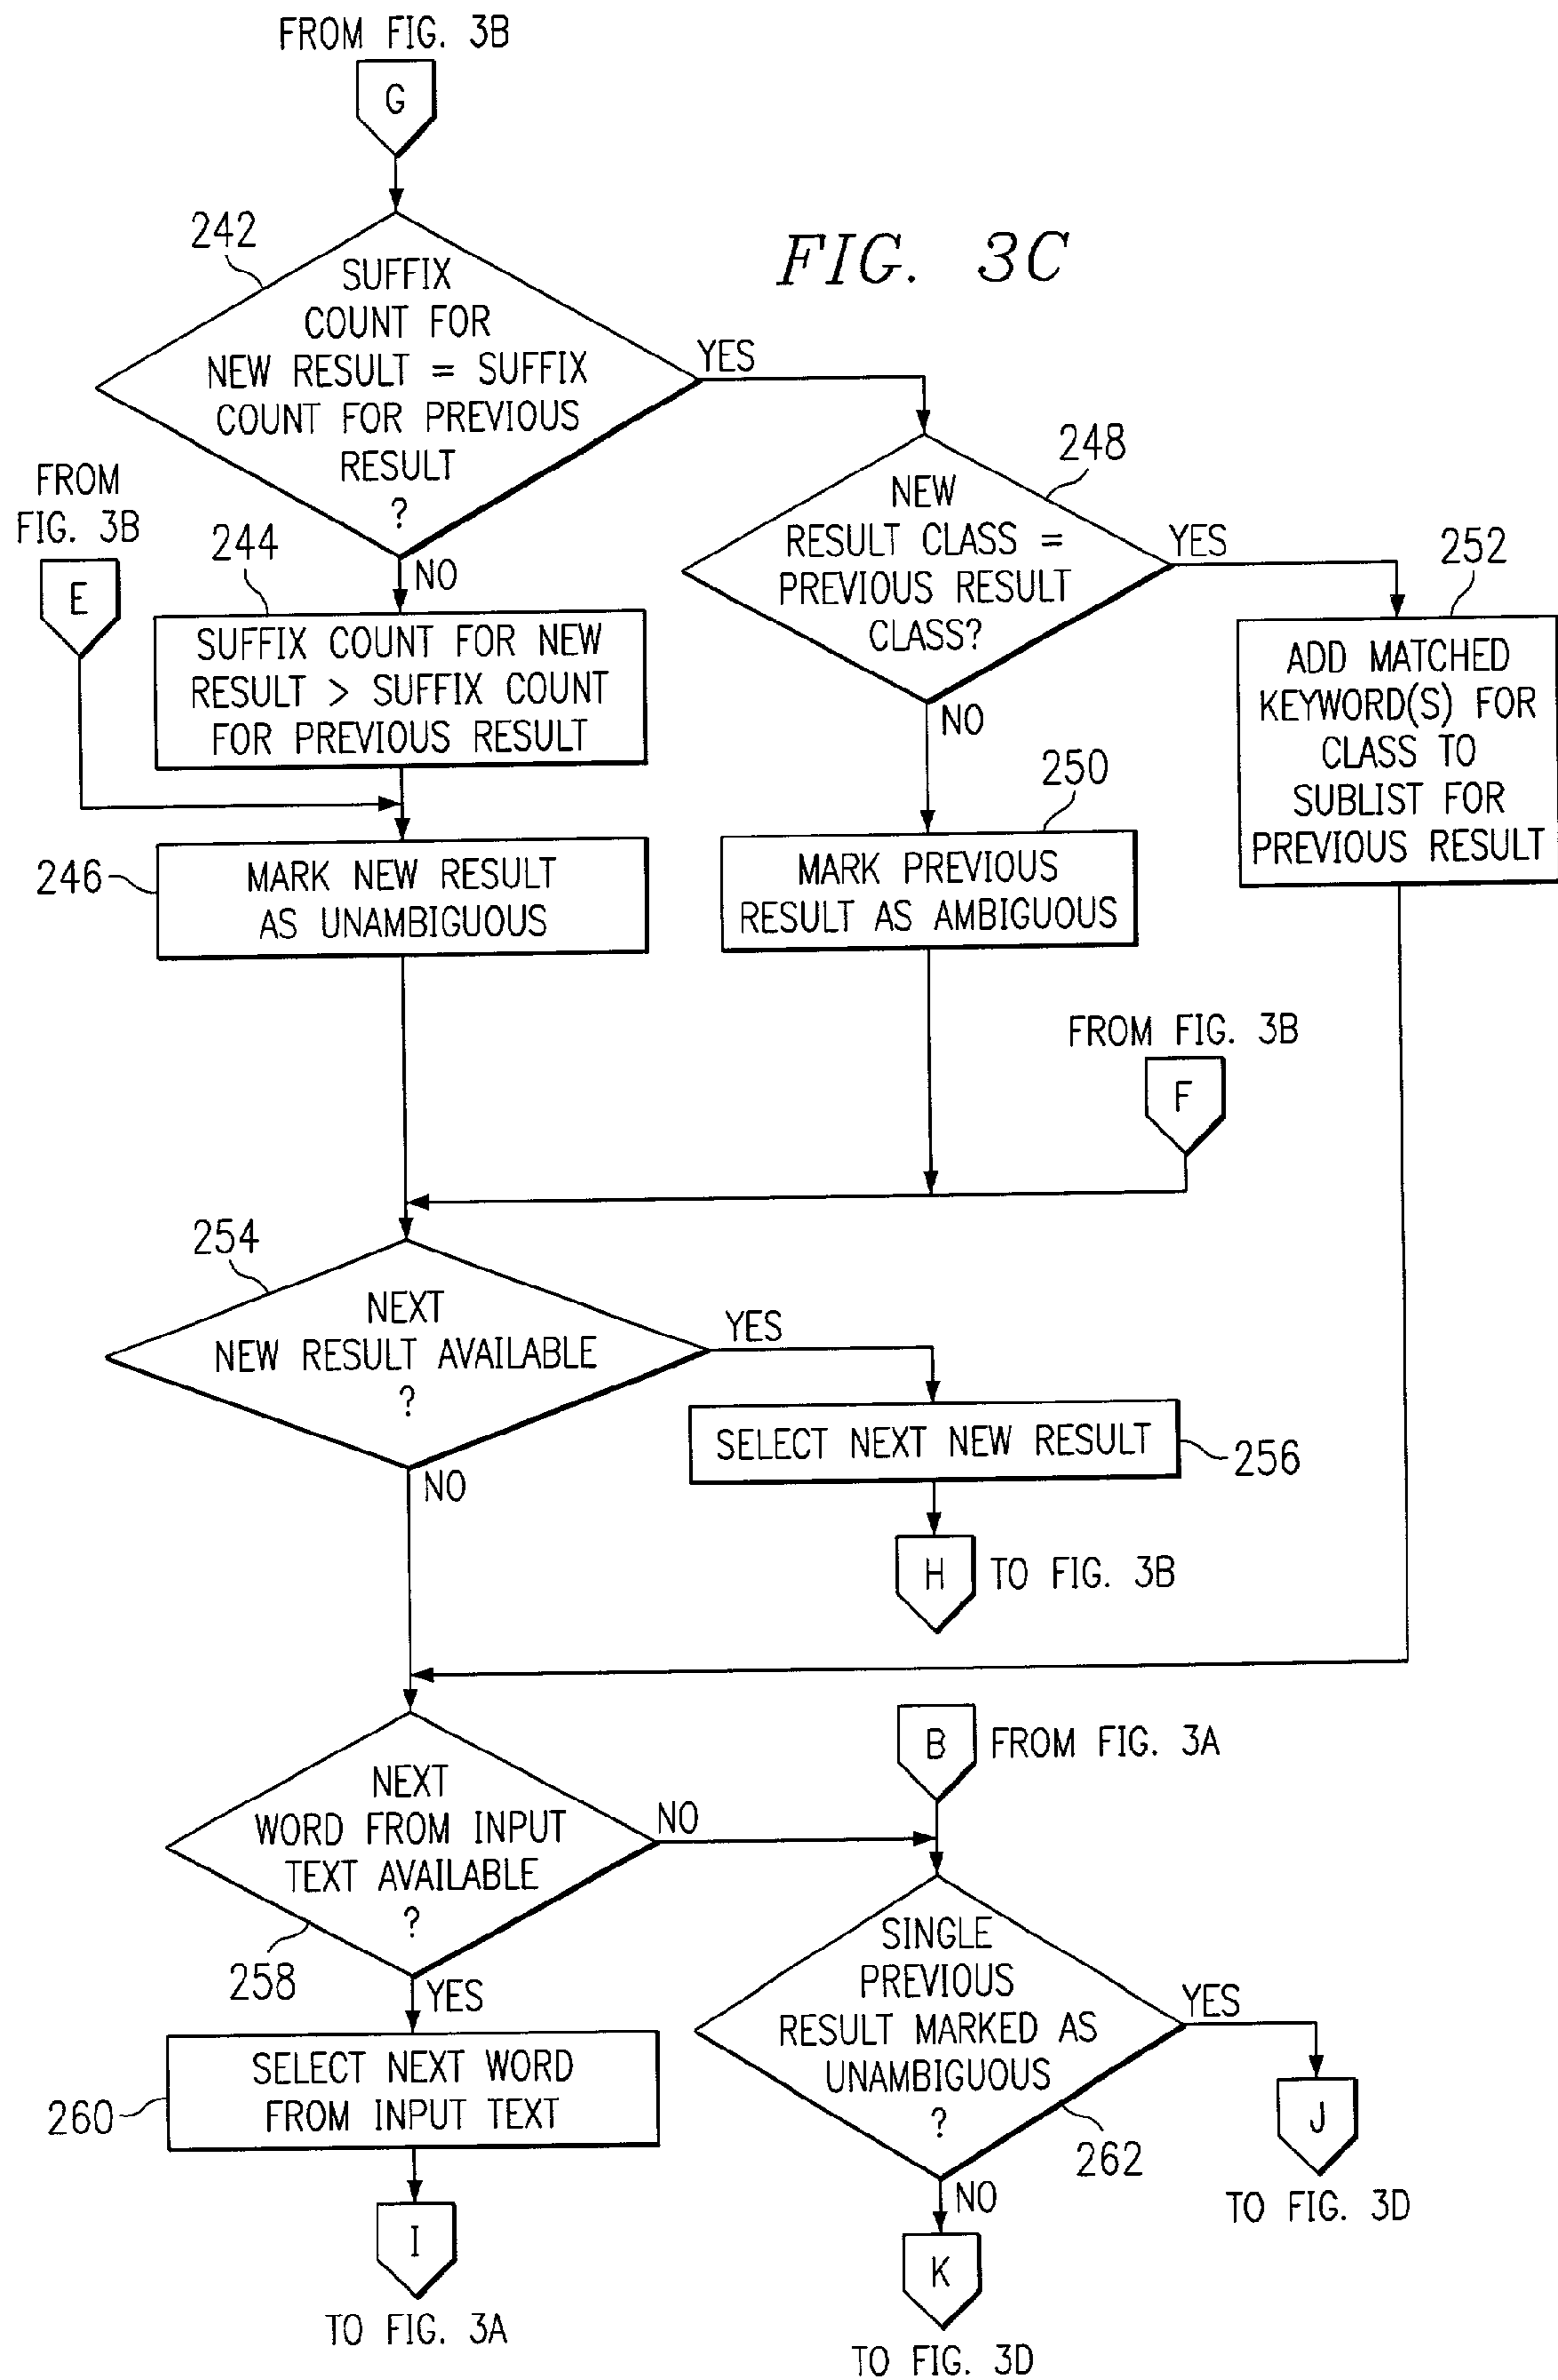 FROM FIG. 3B
G
242
FIG. 3C
SUFFIX
COUNT FOR
NEW RESULT = SUFFIX
COUNT FOR PREVIOUS
RESULT
?
YES
NO
FROM
FIG. 3B
E
244
SUFFIX COUNT FOR NEW
RESULT > SUFFIX COUNT
FOR PREVIOUS RESULT
248
NEW
RESULT CLASS =
PREVIOUS RESULT
CLASS?
YES
NO
252
ADD MATCHED
KEYWORD(S) FOR
CLASS TO
SUBLIST FOR
PREVIOUS RESULT
246
MARK NEW RESULT
AS UNAMBIGUOUS
250
MARK PREVIOUS
RESULT AS AMBIGUOUS
FROM FIG. 3B
F
254
NEXT
NEW RESULT AVAILABLE
?
YES
NO
SELECT NEXT NEW RESULT
256
H
TO FIG. 3B
B
FROM FIG. 3A
NEXT
WORD FROM INPUT
TEXT AVAILABLE
?
NO
258
YES
SINGLE
PREVIOUS
RESULT MARKED AS
UNAMBIGUOUS
?
YES
262
NO
260
SELECT NEXT WORD
FROM INPUT TEXT
J
TO FIG. 3D
I
TO FIG. 3A
K
TO FIG. 3D